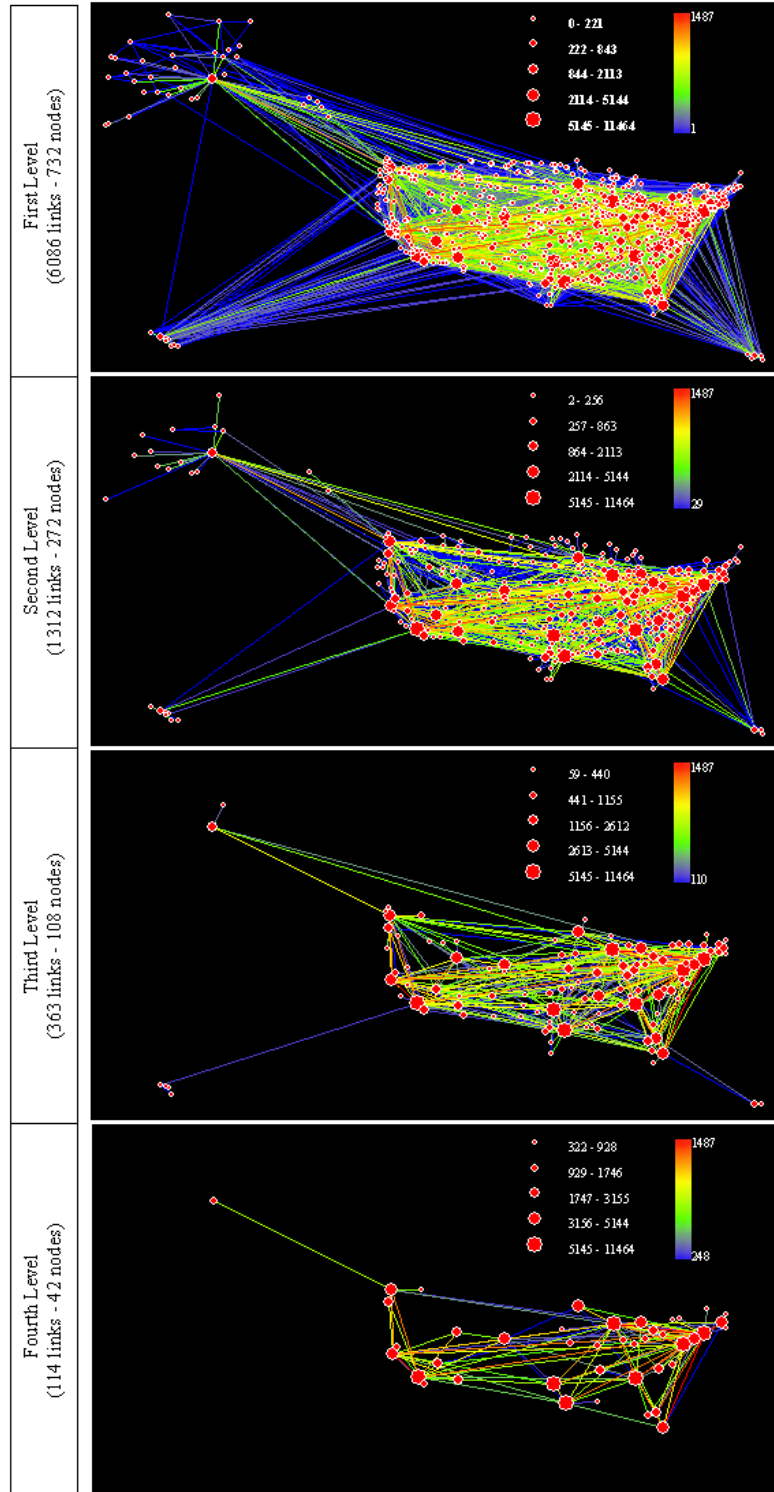 First Level
(6086 links - 732 nodes)
0 - 221
222 - 843
844 - 2113
2114 - 5144
5145 - 11464
1487
1
Second Level
(1312 links - 272 nodes)
2 - 256
257 - 863
864 - 2113
2114 - 5144
5145 - 11464
1487
29
Third Level
(363 links - 108 nodes)
59 - 440
441 - 1155
1156 - 2612
2613 - 5144
5145 - 11464
1487
110
Fourth Level
(114 links - 42 nodes)
322 - 928
929 - 1746
1747 - 3155
3156 - 5144
5145 - 11464
1487
248